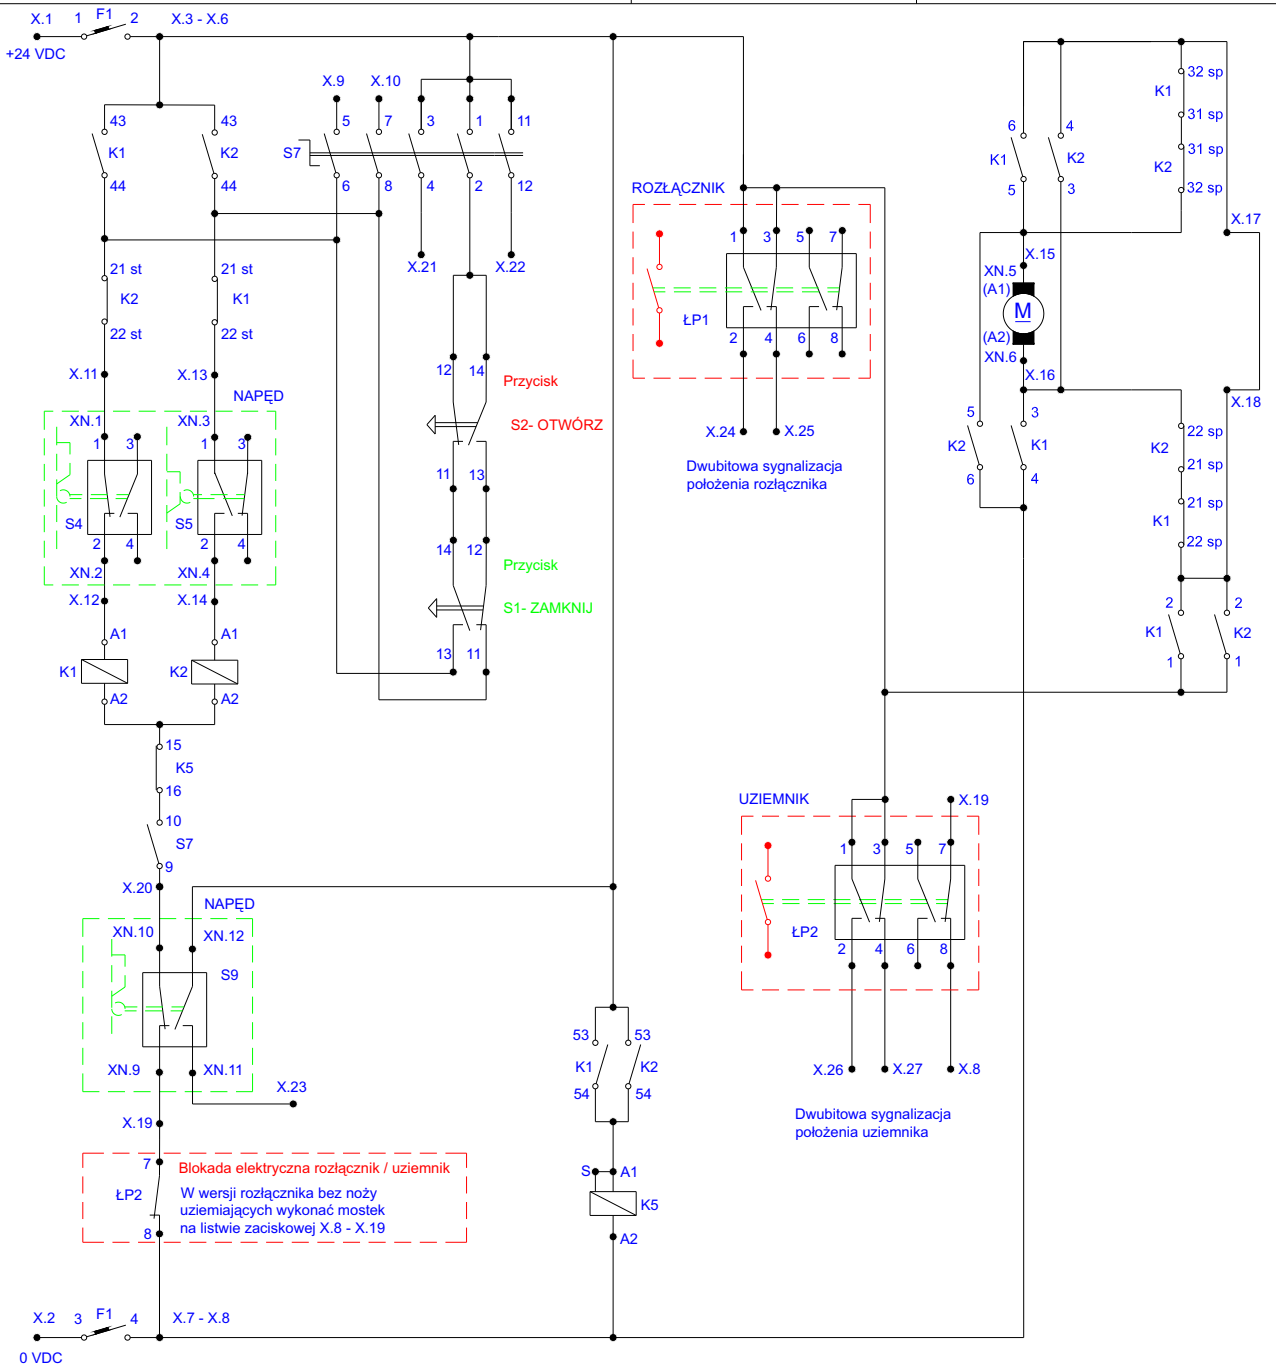 X.1 1 F1 2 X.3 - X.6
+24 VDC
X.9 X.10
43 43 5 7 3 1 11
K1 K2 S7
44 44 6 8 4 2 12
X.21 X.22
21 st 21 st
K2 K1
22 st 22 st
X.11 X.13
NAPĘD
XN.1 XN.3
1 3 1 3
S4 S5
2 4 2 4
XN.2 XN.4
X.12 X.14
A1 A1
K1 K2
A2 A2
15
K5
16
10
S7
9
X.20
NAPĘD
XN.10 XN.12
S9
XN.9 XN.11
X.23
X.19
7 Blokada elektryczna rozłącznik / uziemnik
ŁP2 W wersji rozłącznika bez noży
uziemiających wykonać mostek
na listwie zaciskowej X.8 - X.19
8
X.2 3 F1 4 X.7 - X.8
0 VDC
12 14
Przycisk
S2- OTWÓRZ
11 13
14 12
Przycisk
S1- ZAMKNIJ
13 11
53 53
K1 K2
54 54
S A1
K5
A2
ROZŁĄCZNIK
1 3 5 7
ŁP1
2 4 6 8
X.24 X.25
Dwubitowa sygnalizacja
położenia rozłącznika
UZIEMNIK X.19
1 3 5 7
ŁP2
2 4 6 8
X.26 X.27 X.8
Dwubitowa sygnalizacja
położenia uziemnika
32 sp
K1
31 sp
6 4
K1 K2
5 3
31 sp
K2
32 sp
X.17
X.15
XN.5
(A1)
M
(A2)
XN.6
X.16
X.18
5 3
K2 K1
6 4
22 sp
K2
21 sp
21 sp
K1
22 sp
2 2
K1 K2
1 1